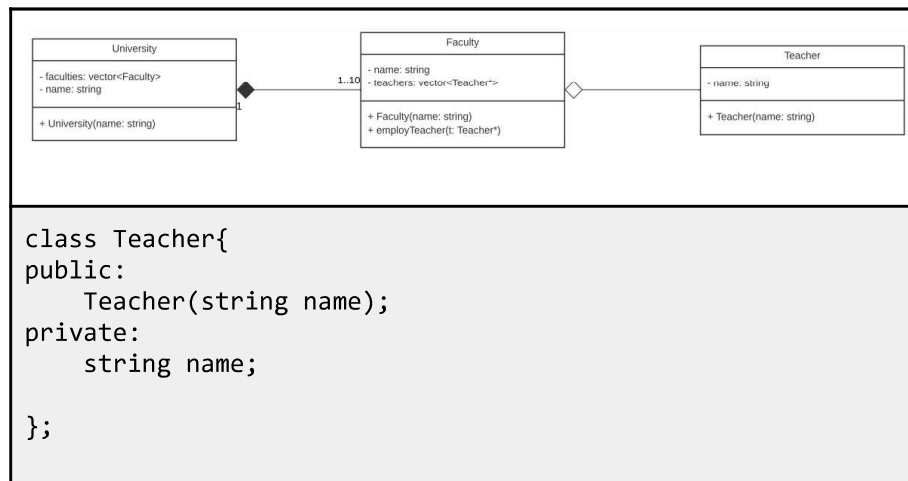 University
- faculties: vector<Faculty>
- name: string
+ University(name: string)
1
1..10
Faculty
- name: string
- teachers: vector<Teacher*>
+ Faculty(name: string)
+ employTeacher(t: Teacher*)
Teacher
- name: string
+ Teacher(name: string)
class Teacher{
public:
    Teacher(string name);
private:
    string name;
};